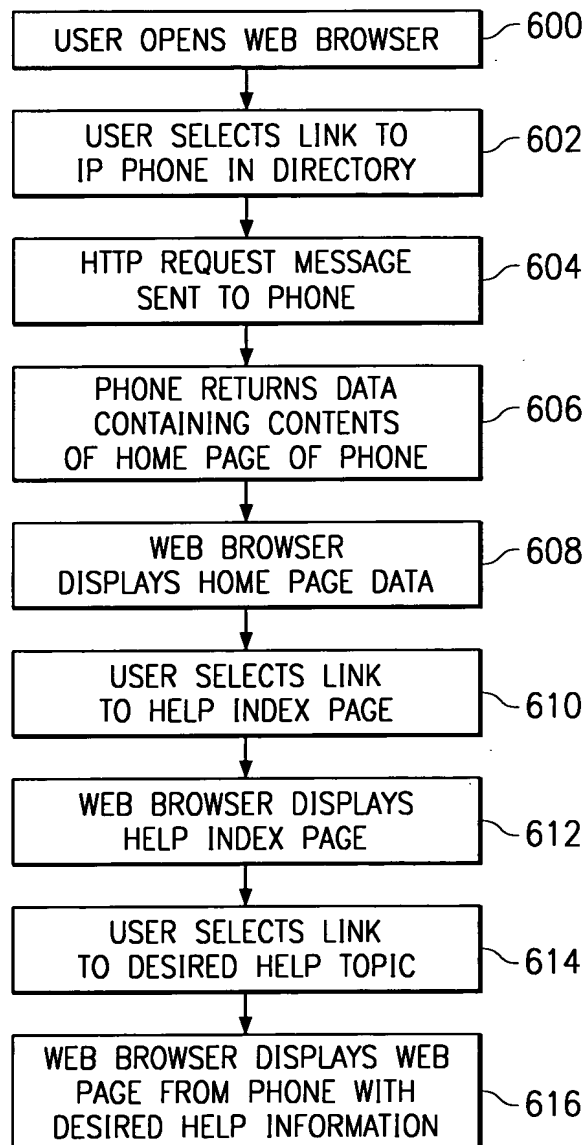 USER OPENS WEB BROWSER
600
USER SELECTS LINK TO
IP PHONE IN DIRECTORY
602
HTTP REQUEST MESSAGE
SENT TO PHONE
604
PHONE RETURNS DATA
CONTAINING CONTENTS
OF HOME PAGE OF PHONE
606
WEB BROWSER
DISPLAYS HOME PAGE DATA
608
USER SELECTS LINK
TO HELP INDEX PAGE
610
WEB BROWSER DISPLAYS
HELP INDEX PAGE
612
USER SELECTS LINK
TO DESIRED HELP TOPIC
614
WEB BROWSER DISPLAYS WEB
PAGE FROM PHONE WITH
DESIRED HELP INFORMATION
616